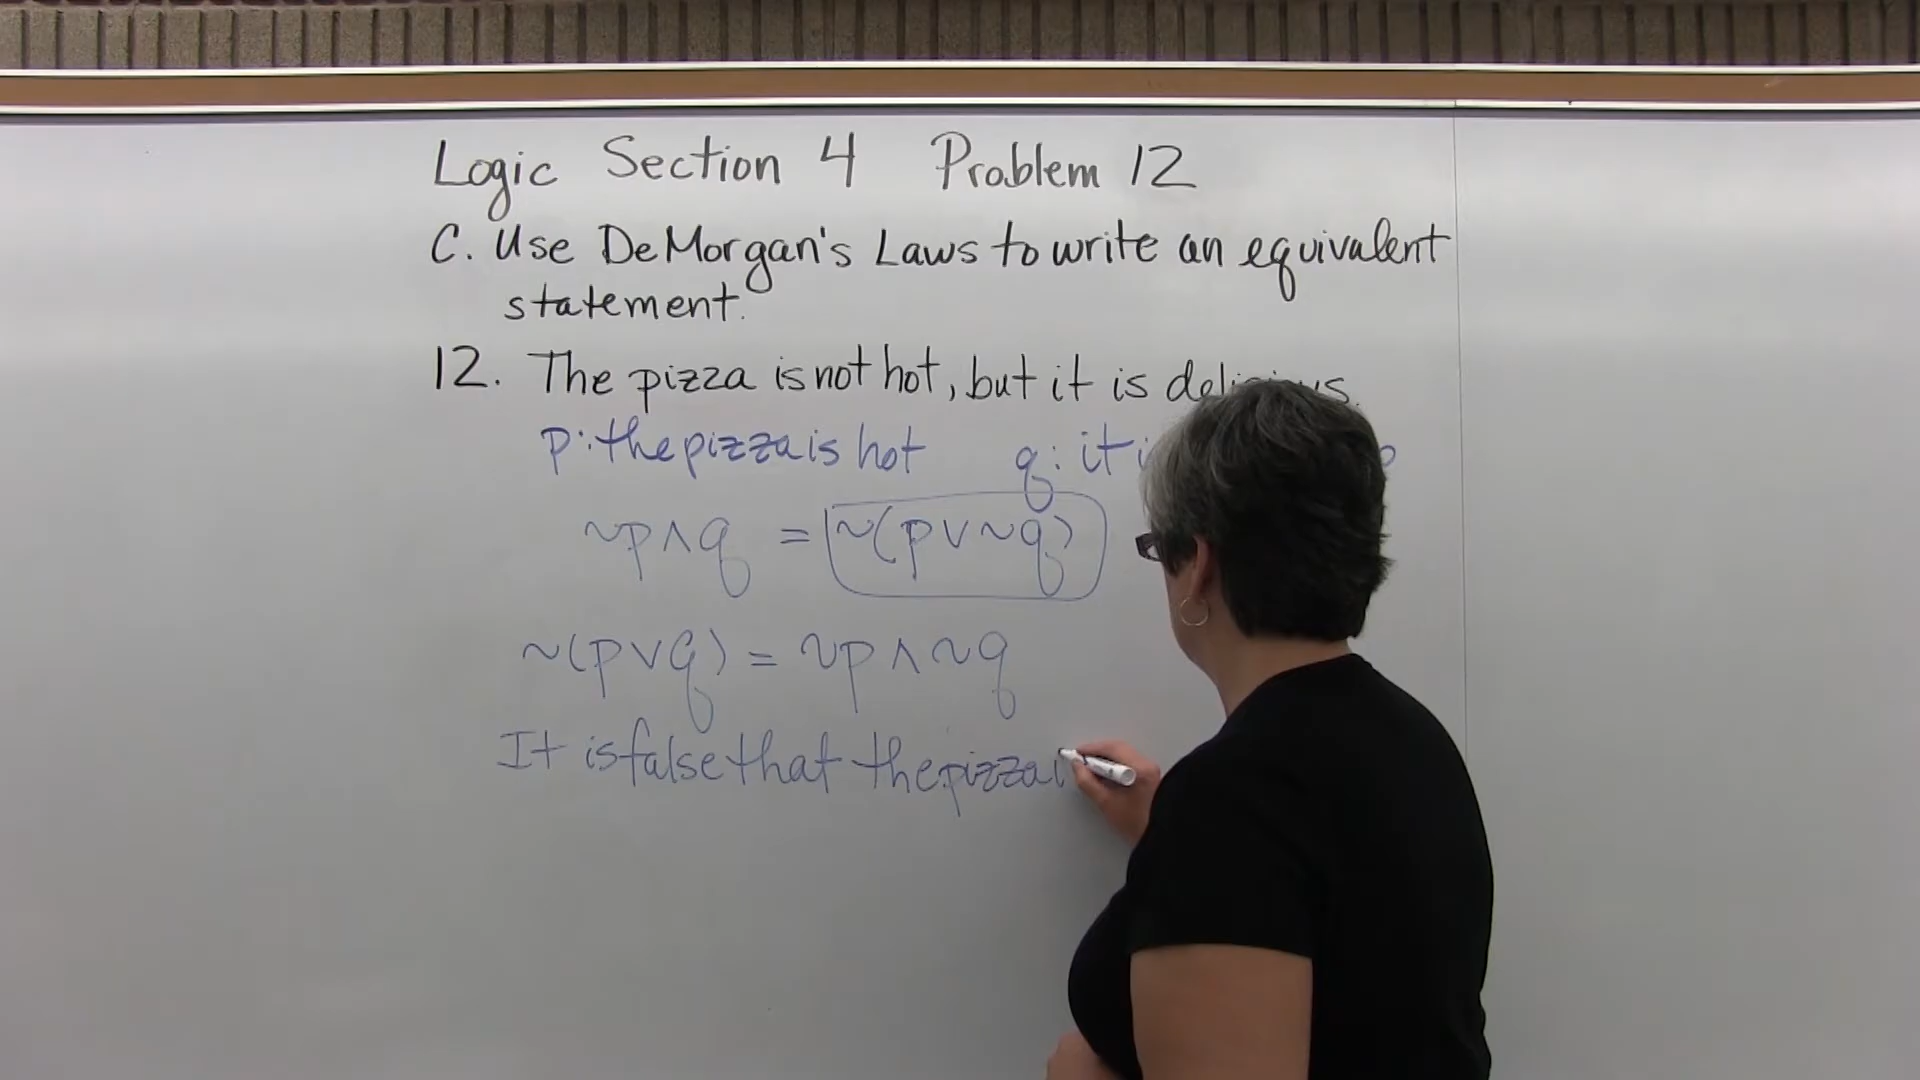 Logic Section 4 Problem 12
C. Use DeMorgan's Laws to write an equivalent
statement.
12. The pizza is not hot, but it is delicious.
p: the pizza is hot q: it i
~p∧q = ~(p∨~q)
~(p∨q) = ~p∧~q
It is false that the pizza i